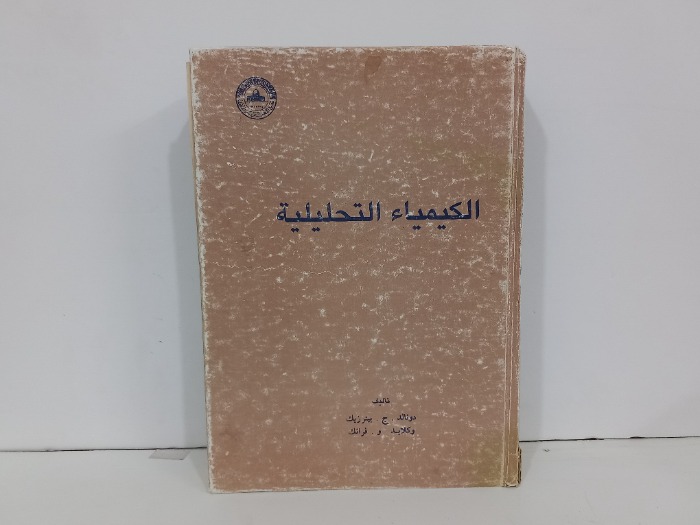 الكيمياء التحليلية
تأليف
دونالد . ج . بيترزيك
وكلايد . و . فرانك